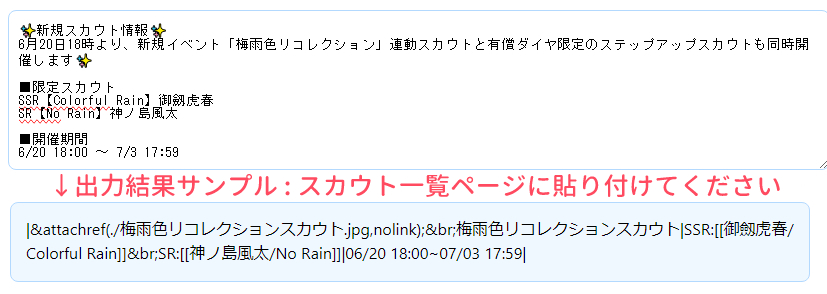 ✨新規スカウト情報✨
6月20日18時より、新規イベント「梅雨色リコレクション」連動スカウトと有償ダイヤ限定のステップアップスカウトも同時開
催します✨
■限定スカウト
SSR【Colorful Rain】御劔虎春
SR【No Rain】神ノ島風太
■開催期間
6/20 18:00 ～ 7/3 17:59
↓出力結果サンプル：スカウト一覧ページに貼り付けてください
|&attachref(./梅雨色リコレクションスカウト.jpg,nolink);&br;梅雨色リコレクションスカウト|SSR:[[御劔虎春/
Colorful Rain]]&br;SR:[[神ノ島風太/No Rain]]|06/20 18:00~07/03 17:59|